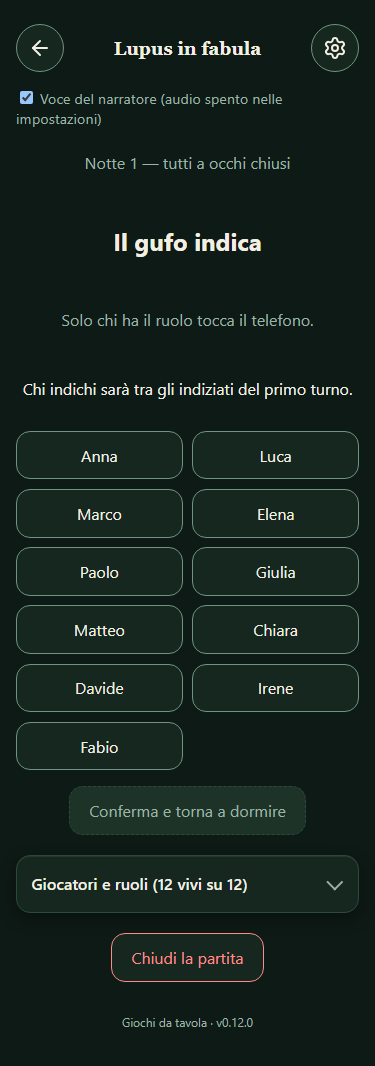 Lupus in fabula
Voce del narratore (audio spento nelle
impostazioni)
Notte 1 — tutti a occhi chiusi
Il gufo indica
Solo chi ha il ruolo tocca il telefono.
Chi indichi sarà tra gli indiziati del primo turno.
Anna
Luca
Marco
Elena
Paolo
Giulia
Matteo
Chiara
Davide
Irene
Fabio
Conferma e torna a dormire
Giocatori e ruoli (12 vivi su 12)
Chiudi la partita
Giochi da tavola · v0.12.0